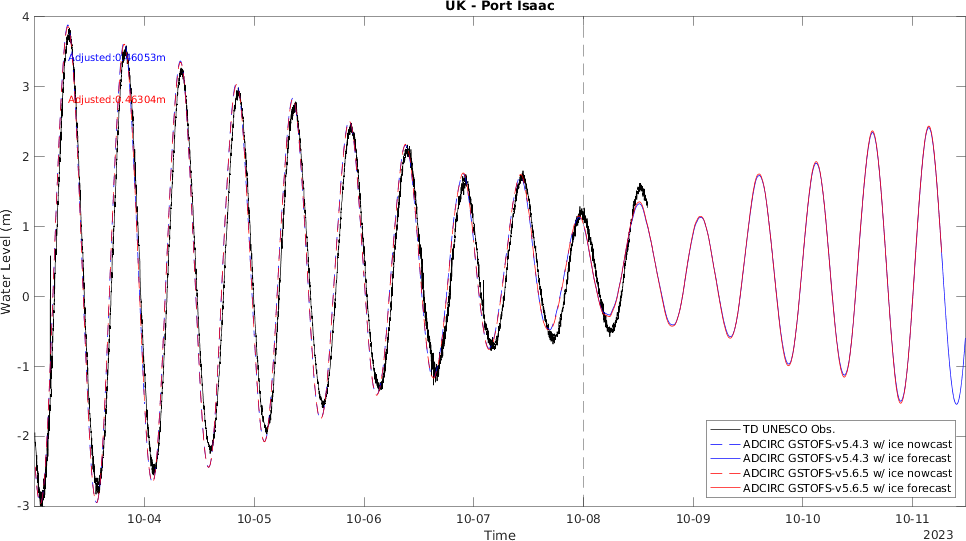 UK - Port Isaac
4
3
2
1
0
-1
-2
-3
Water Level (m)
Adjusted:0.46053m
Adjusted:0.46304m
10-04
10-05
10-06
10-07
10-08
10-09
10-10
10-11
Time
2023
TD UNESCO Obs.
ADCIRC GSTOFS-v5.4.3 w/ ice nowcast
ADCIRC GSTOFS-v5.4.3 w/ ice forecast
ADCIRC GSTOFS-v5.6.5 w/ ice nowcast
ADCIRC GSTOFS-v5.6.5 w/ ice forecast